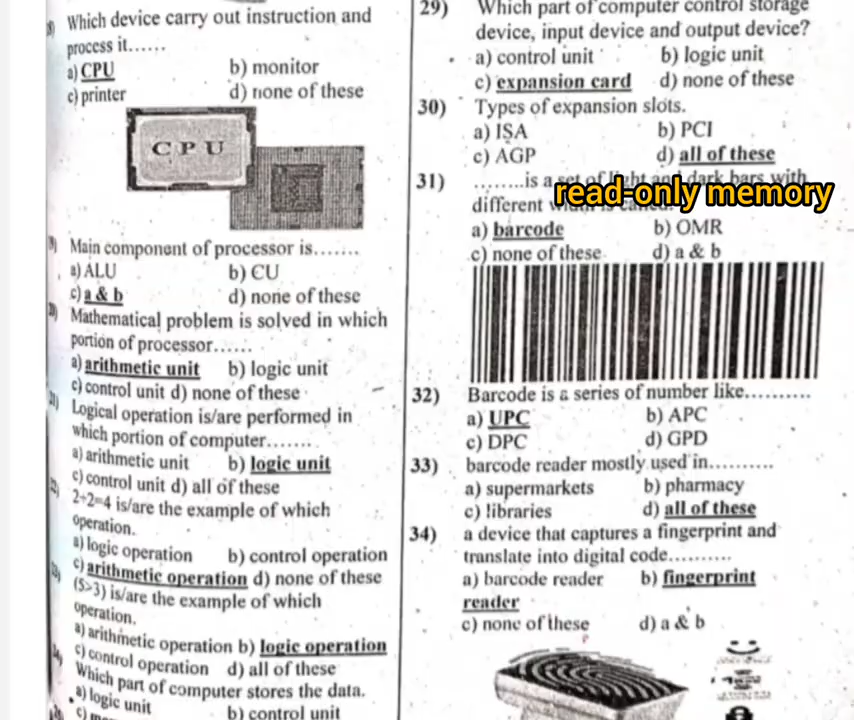 Which device carry out instruction and
process it......
a) CPU b) monitor
c) printer d) none of these
CPU
Main component of processor is.......
a) ALU b) CU
c) a & b d) none of these
Mathematical problem is solved in which
portion of processor......
a) arithmetic unit b) logic unit
c) control unit d) none of these
21) Logical operation is/are performed in
which portion of computer.......
a) arithmetic unit b) logic unit
c) control unit d) all of these
2+2=4 is/are the example of which
operation.
a) logic operation b) control operation
c) arithmetic operation d) none of these
(5>3) is/are the example of which
operation.
a) arithmetic operation b) logic operation
c) control operation d) all of these
Which part of computer stores the data.
a) logic unit b) control unit
29) Which part of computer control storage
device, input device and output device?
a) control unit b) logic unit
c) expansion card d) none of these
30) Types of expansion slots.
a) ISA b) PCI
c) AGP d) all of these
31) ........is a set of light and dark bars with
read-only memory
different
a) barcode b) OMR
c) none of these d) a & b
32) Barcode is a series of number like..........
a) UPC b) APC
c) DPC d) GPD
33) barcode reader mostly used in..........
a) supermarkets b) pharmacy
c) libraries d) all of these
34) a device that captures a fingerprint and
translate into digital code..........
a) barcode reader b) fingerprint
reader
c) none of these d) a & b